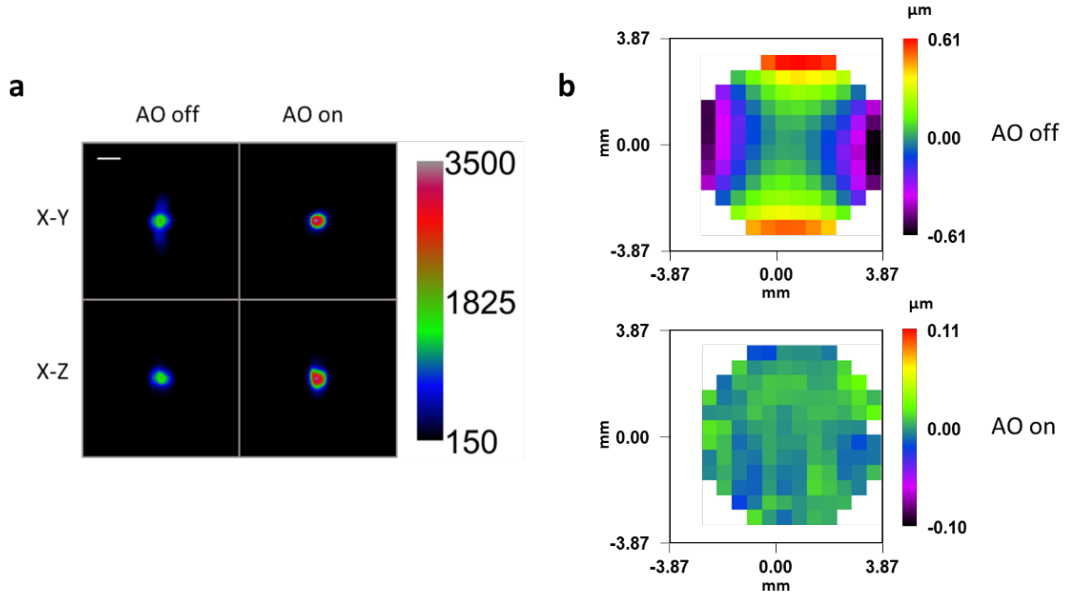 a
AO off
AO on
X-Y
X-Z
3500
1825
150
b
µm
3.87
0.61
mm
0.00
0.00
AO off
-3.87
-0.61
-3.87
0.00
3.87
mm
µm
3.87
0.11
mm
0.00
0.00
AO on
-3.87
-0.10
-3.87
0.00
3.87
mm